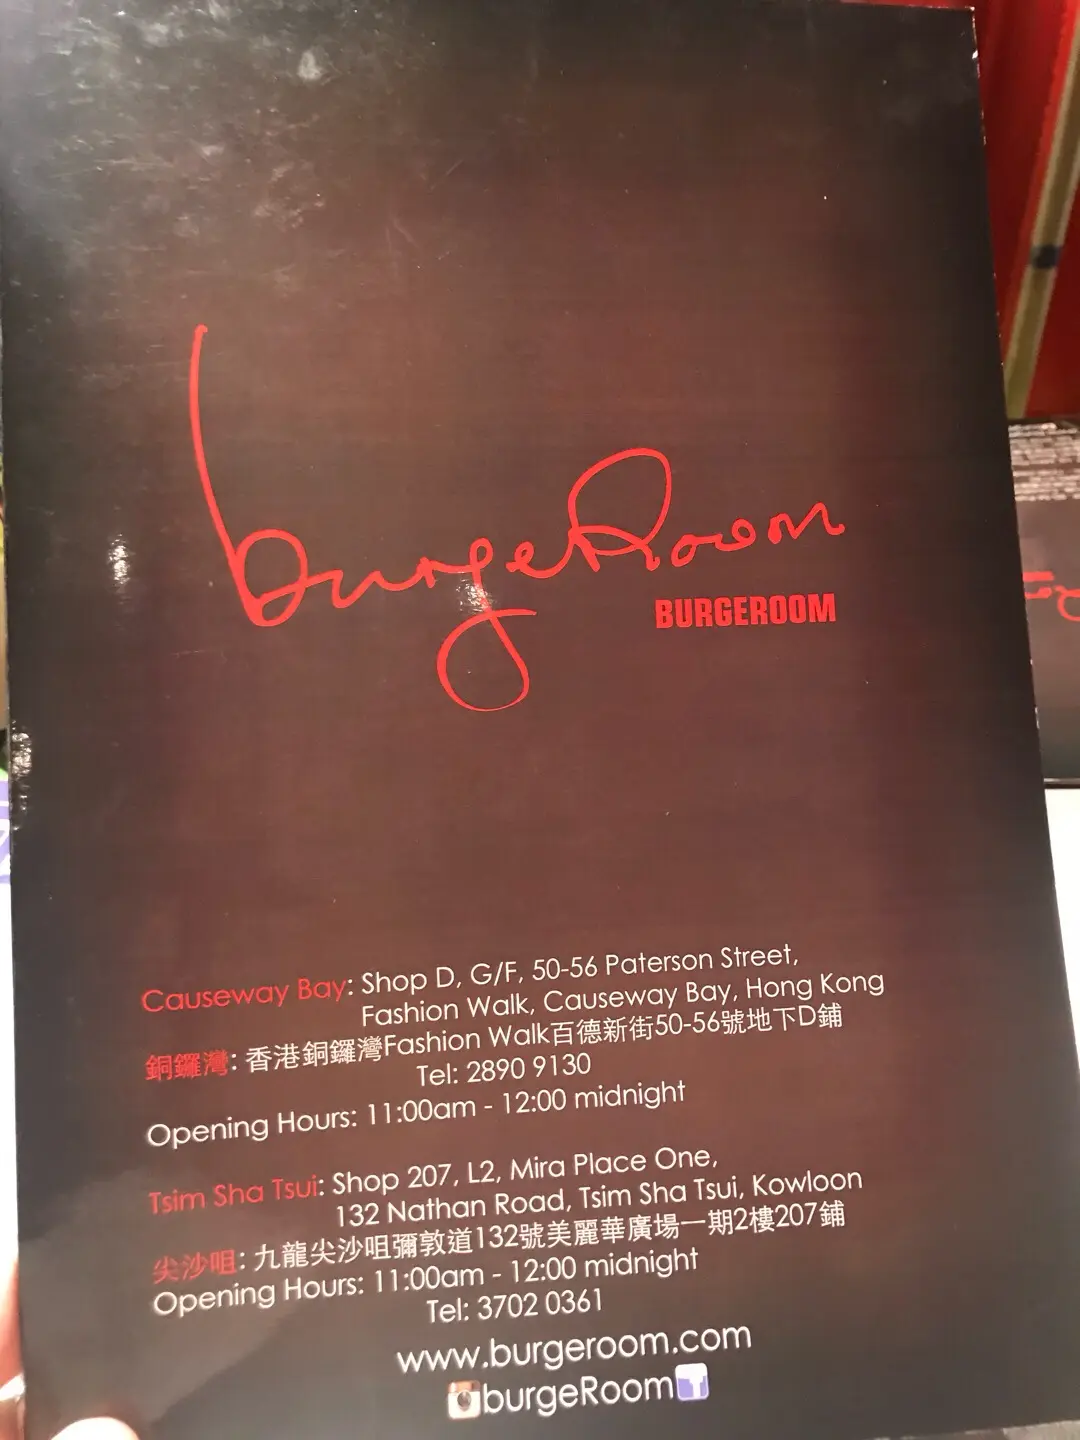 burgeRoom
BURGEROOM
Causeway Bay: Shop D, G/F, 50-56 Paterson Street,
Fashion Walk, Causeway Bay, Hong Kong
銅鑼灣: 香港銅鑼灣Fashion Walk百德新街50-56號地下D鋪
Tel: 2890 9130
Opening Hours: 11:00am - 12:00 midnight
Tsim Sha Tsui: Shop 207, L2, Mira Place One,
132 Nathan Road, Tsim Sha Tsui, Kowloon
尖沙咀: 九龍尖沙咀彌敦道132號美麗華廣場一期2樓207鋪
Opening Hours: 11:00am - 12:00 midnight
Tel: 3702 0361
www.burgeroom.com
burgeRoom